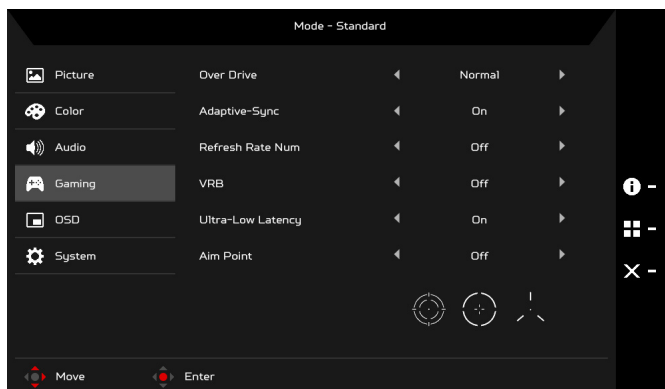 Mode - Standard
Picture
Over Drive
Normal
Color
Adaptive-Sync
On
Audio
Refresh Rate Num
Off
Gaming
VRB
Off
OSD
Ultra-Low Latency
On
System
Aim Point
Off
Move
Enter